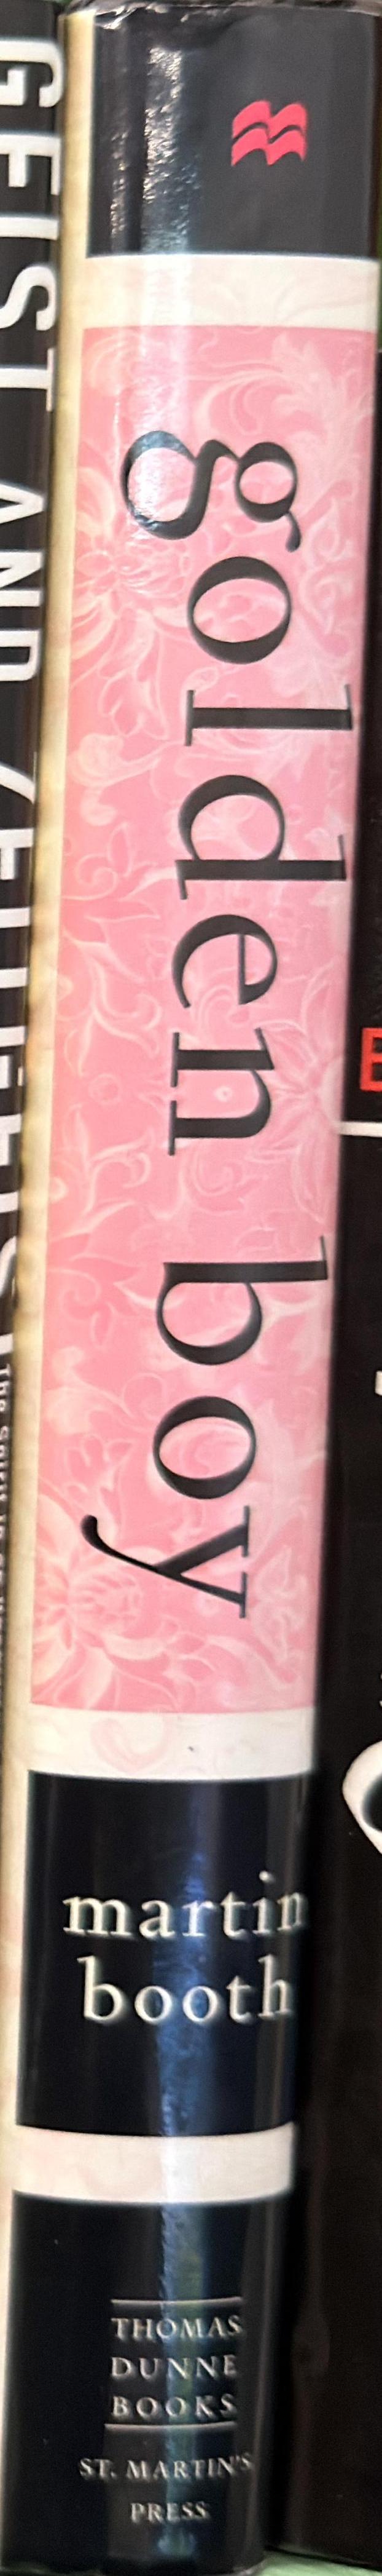 golden boy
martin
booth
THOMAS
DUNNE
BOOKS
ST. MARTIN'S
PRESS
GEIST AND